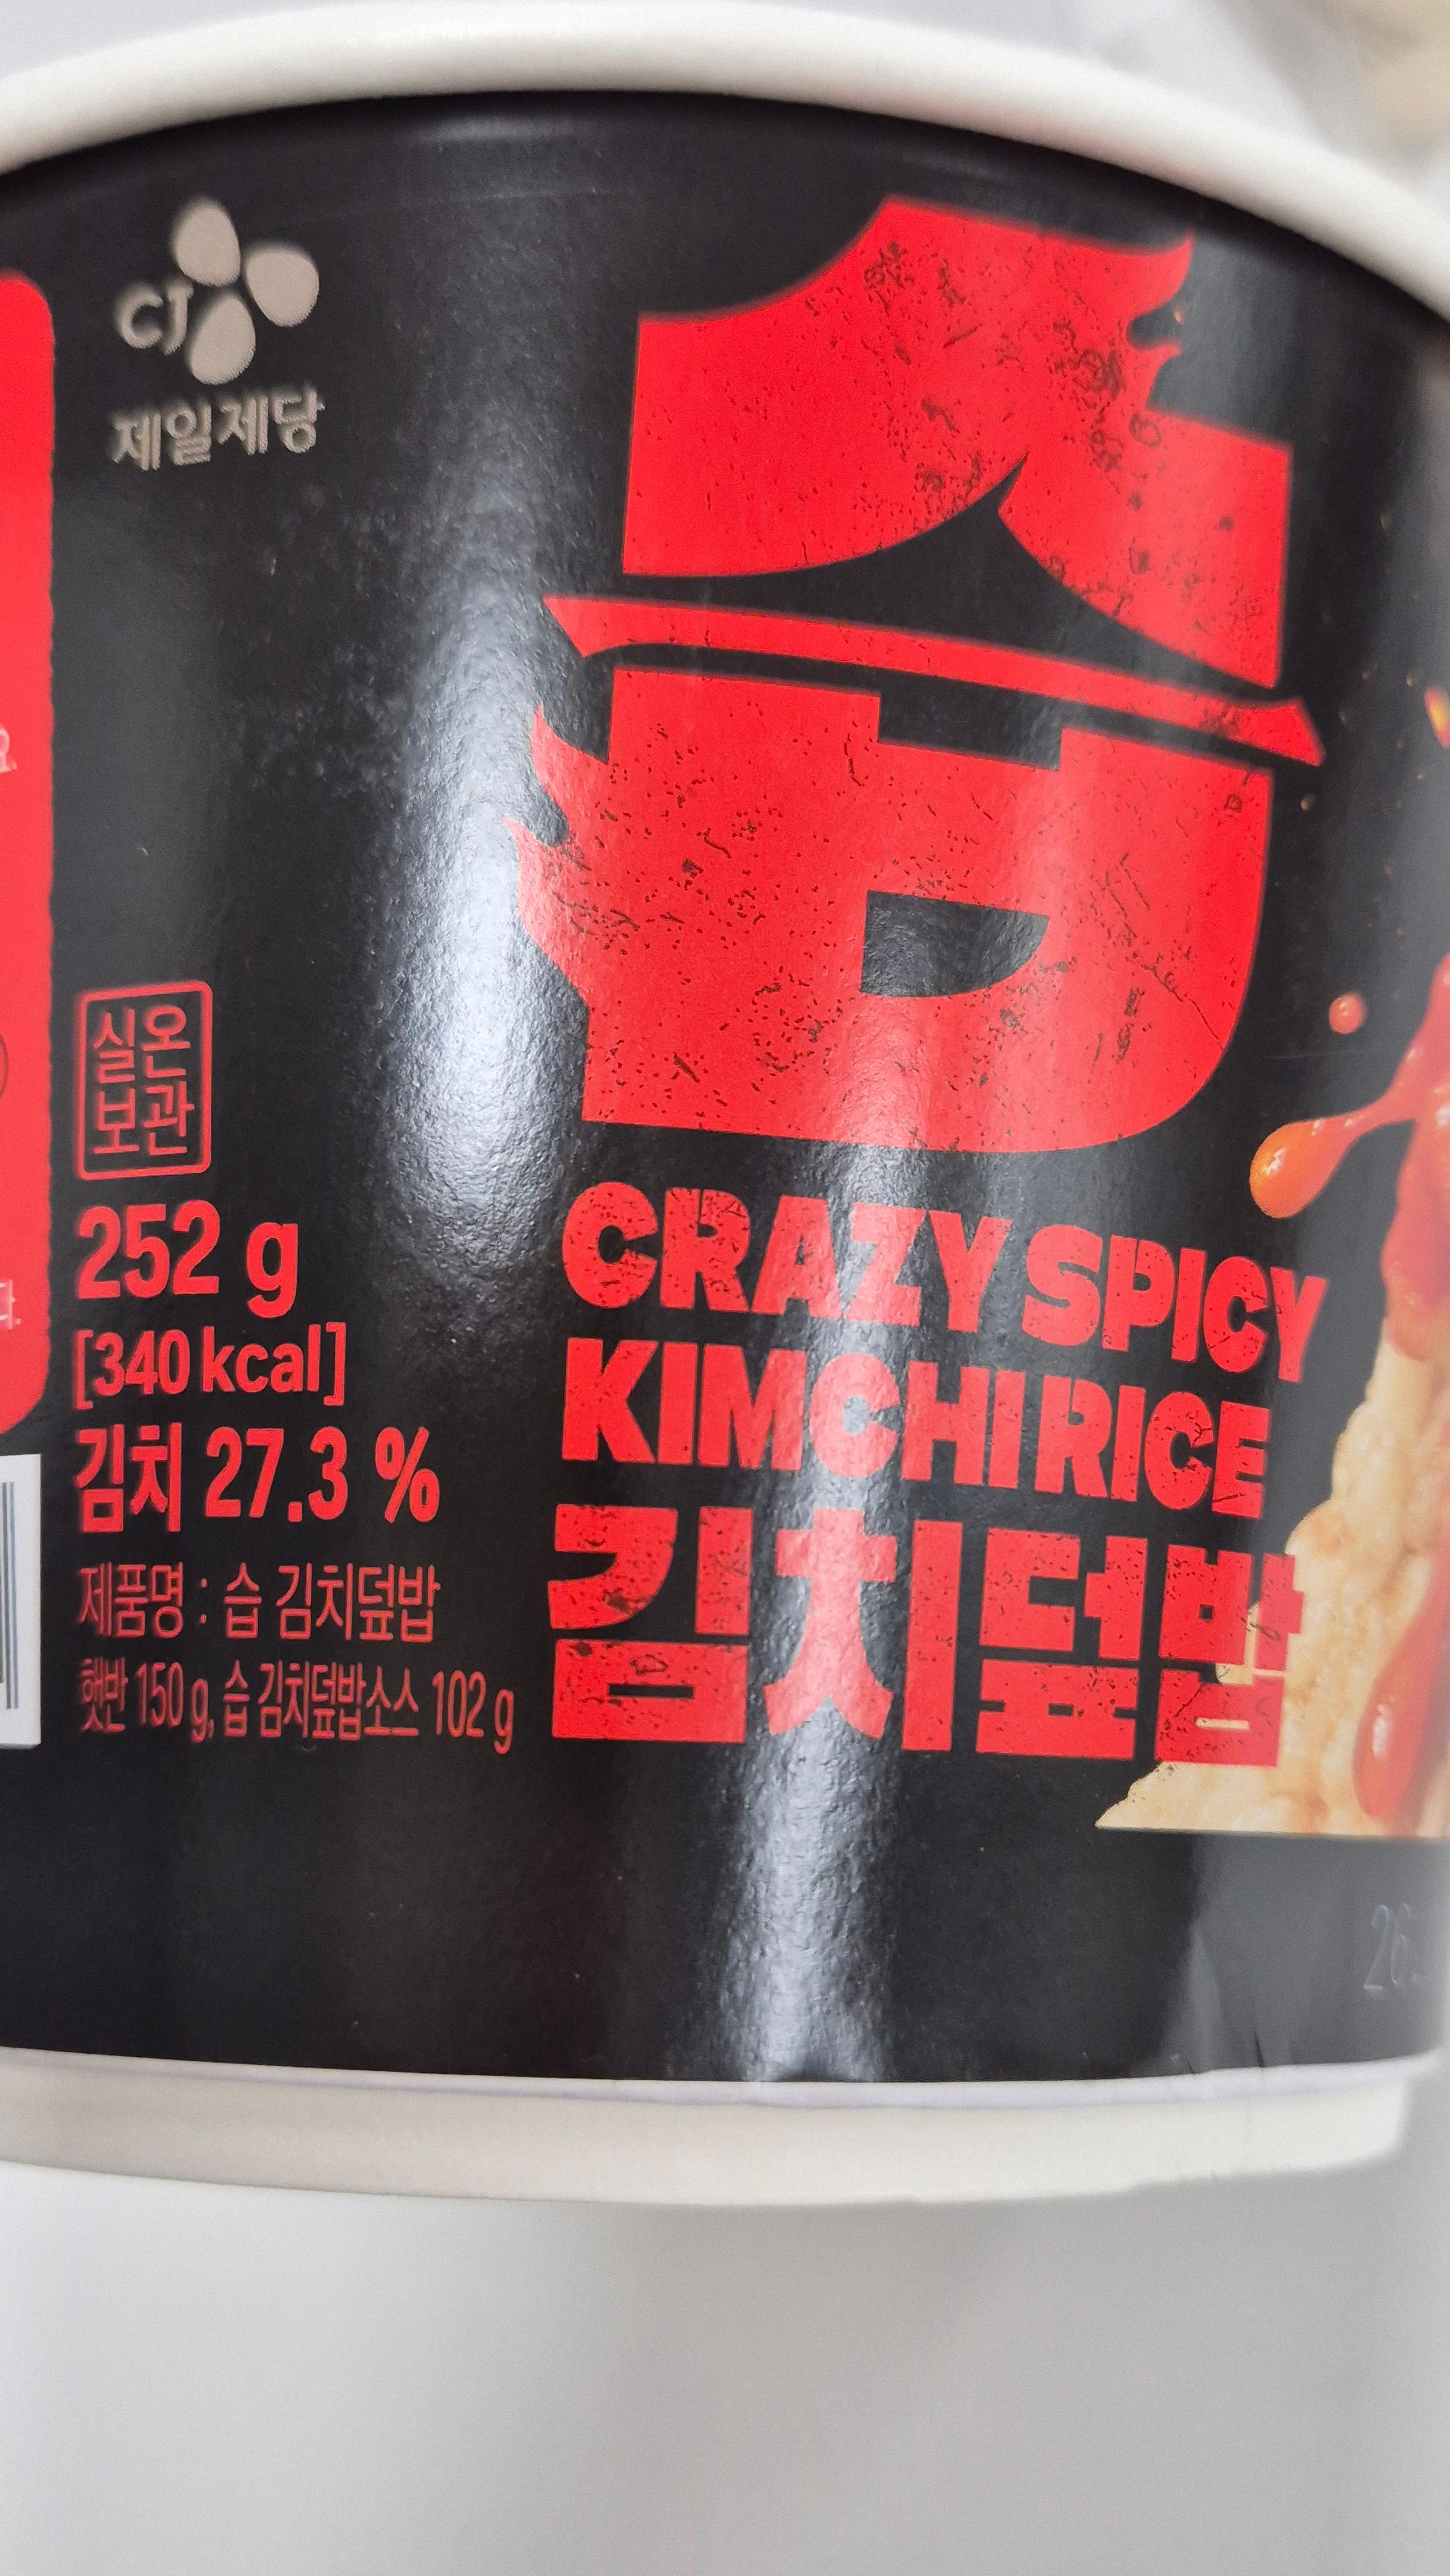 CJ
제일제당
습
실온
보관
252 g
[340 kcal]
김치 27.3 %
제품명 : 습 김치덮밥
햇반 150 g, 습 김치덮밥소스 102 g
CRAZY SPICY
KIMCHI RICE
김치덮밥